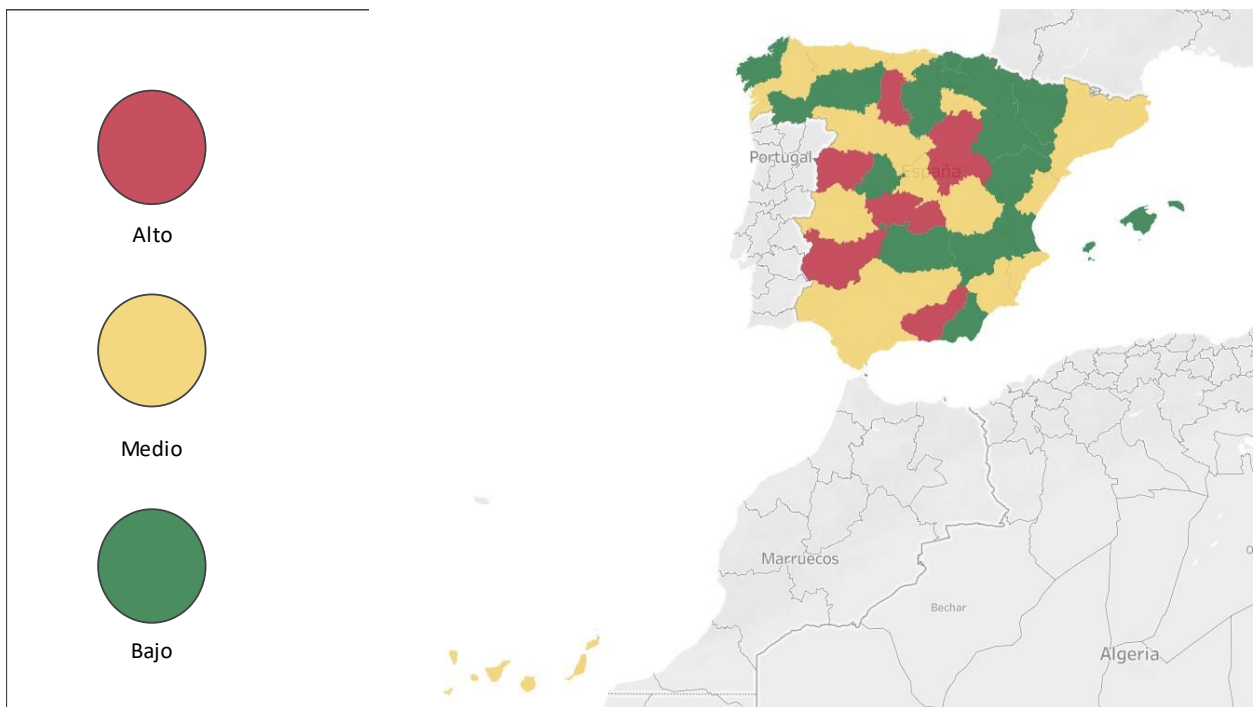 Alto
Medio
Bajo
Portugal
España
Marruecos
Bechar
Algeria